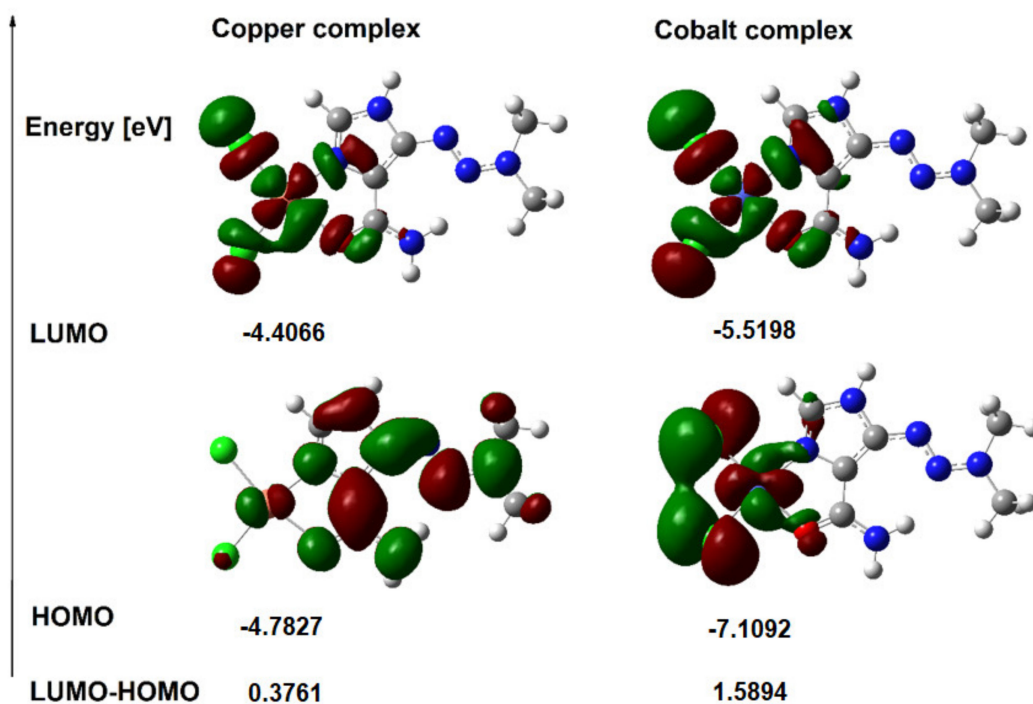 Copper complex Cobalt complex
Energy [eV]
LUMO -4.4066 -5.5198
HOMO -4.7827 -7.1092
LUMO-HOMO 0.3761 1.5894